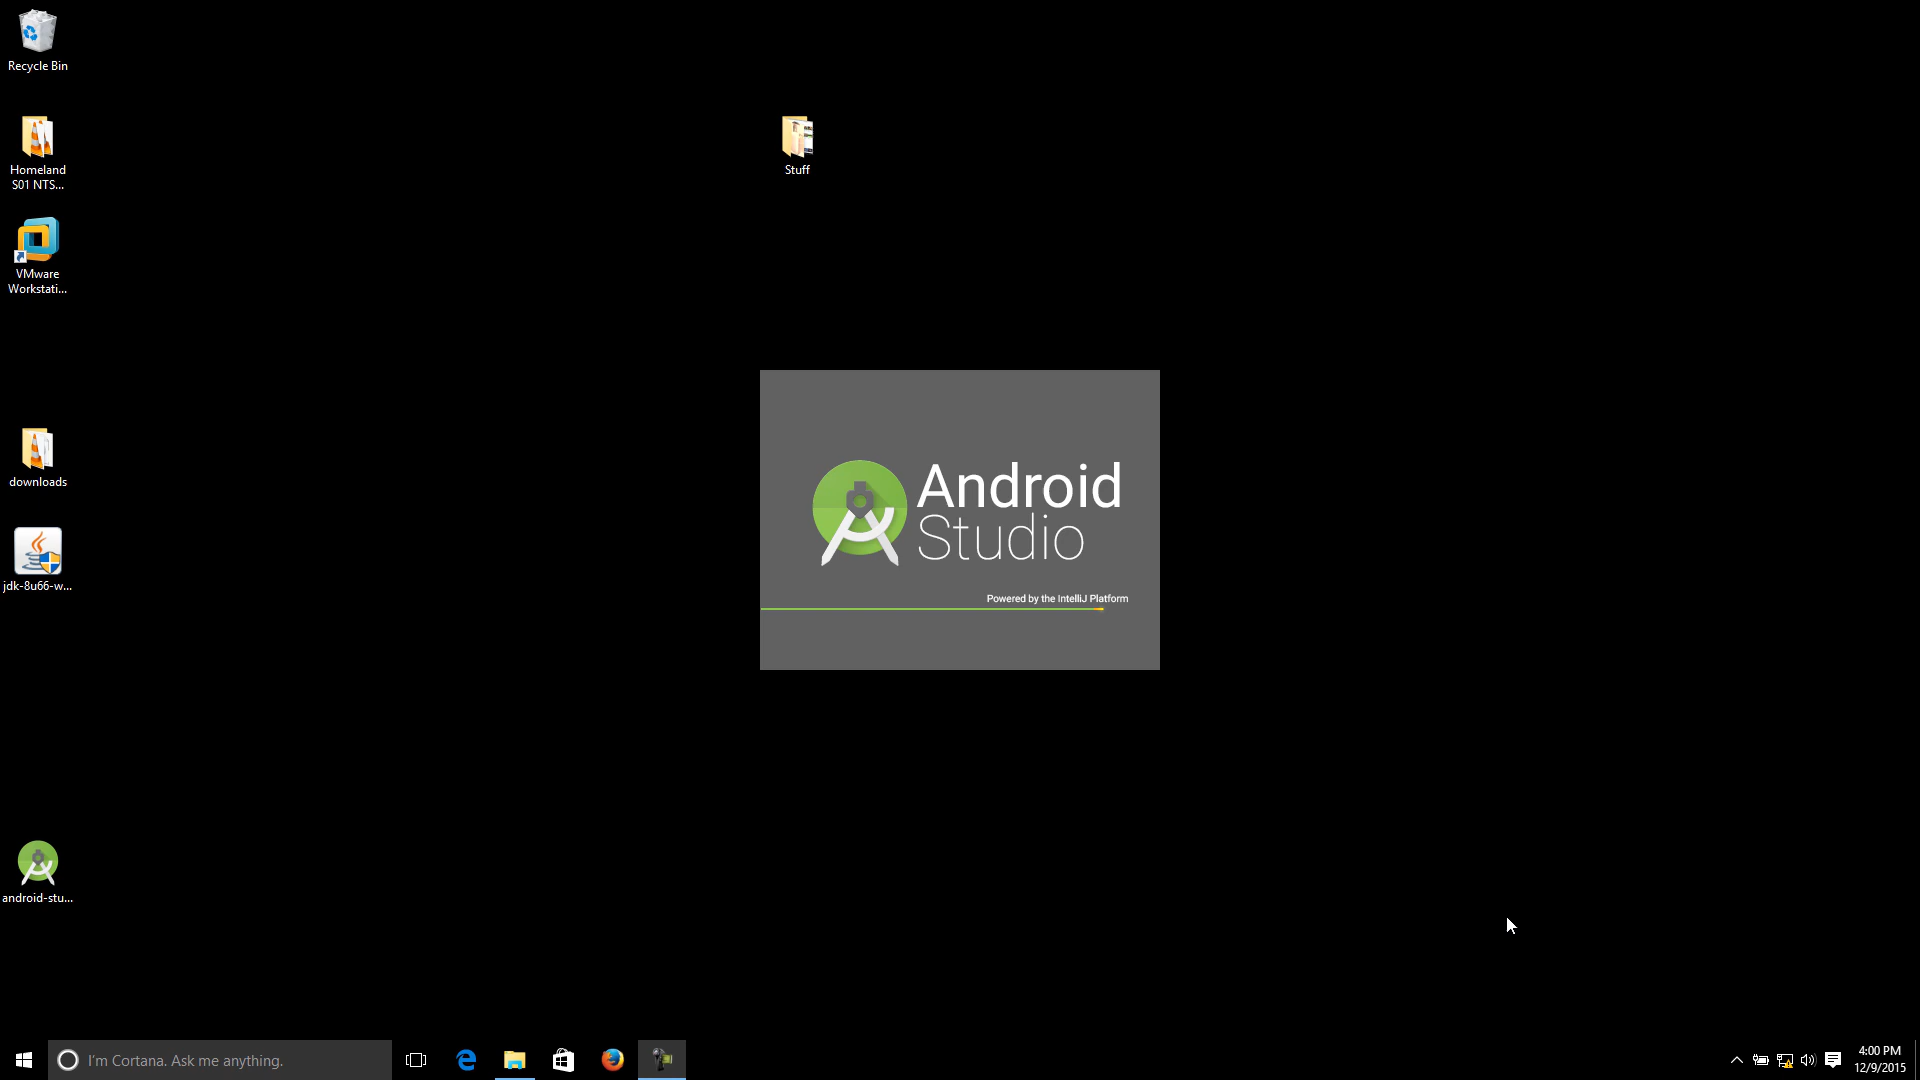 Recycle Bin
Homeland
S01 NTS...
Stuff
VMware
Workstati...
Android
Studio
Powered by the IntelliJ Platform
downloads
jdk-8u66-w...
android-stu...
I'm Cortana. Ask me anything.
4:00 PM
12/9/2015